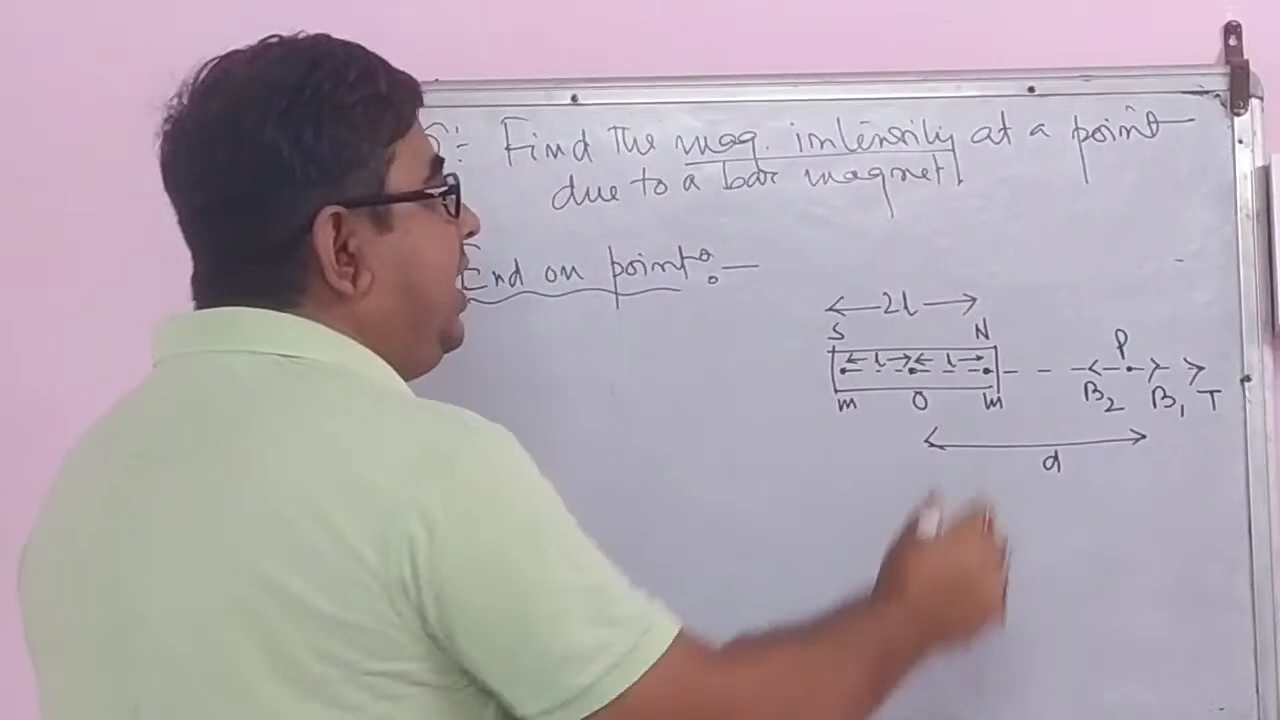 Q:- Find the mag. intensity at a point
due to a bar magnet.
End on point:-
2l
S N
l l
P
m O m
B2 B1 T
d